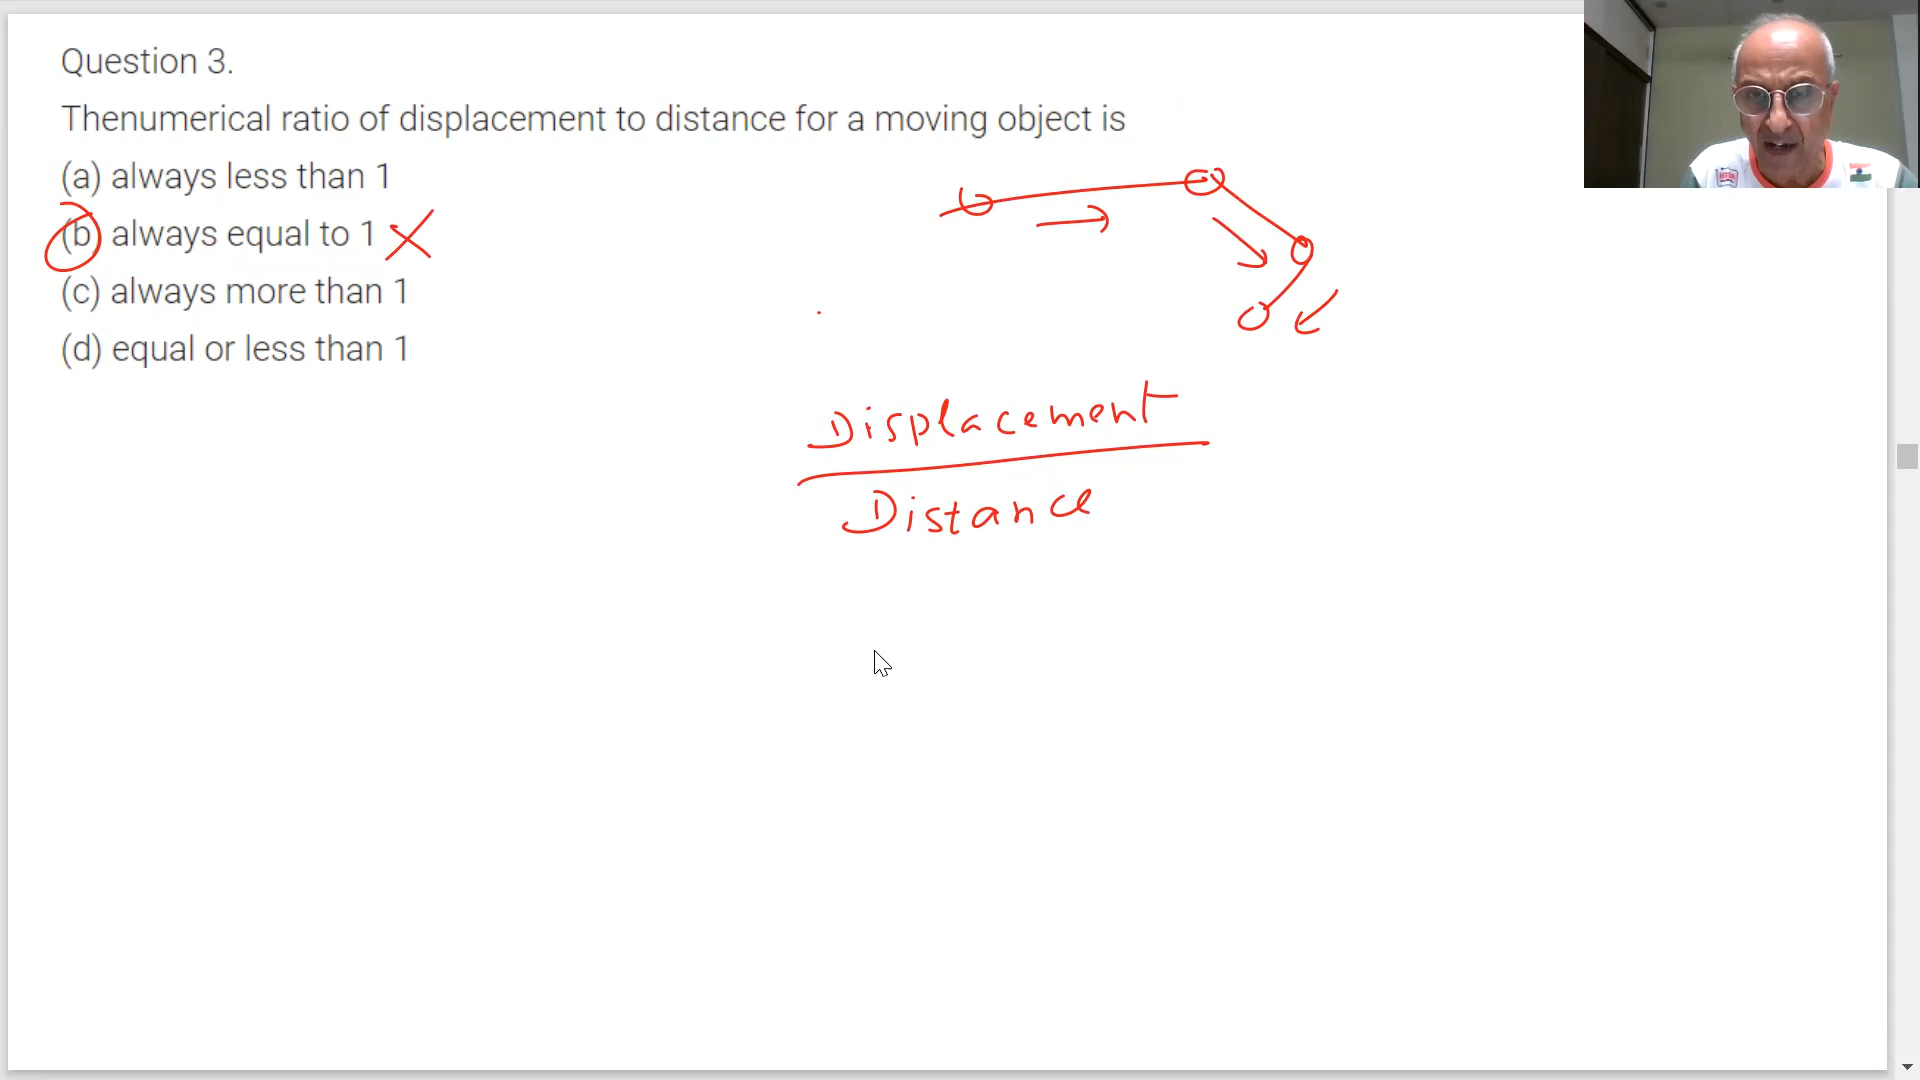 Question 3.
Thenumerical ratio of displacement to distance for a moving object is
(a) always less than 1
(b) always equal to 1
(c) always more than 1
(d) equal or less than 1
Displacement
Distance